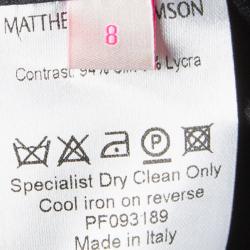 MATTHE MSON
8
Contrast: 94% Lycra
P
Specialist Dry Clean Only
Cool iron on reverse
PF093189
Made in Italy